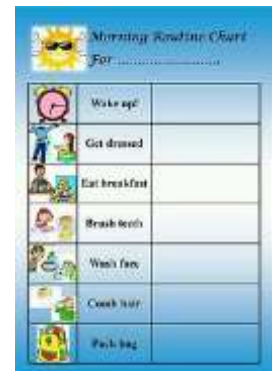 Morning Routine Chart
For ........................
Wake up!
Get dressed
Eat breakfast
Brush teeth
Wash face
Comb hair
Pack bag